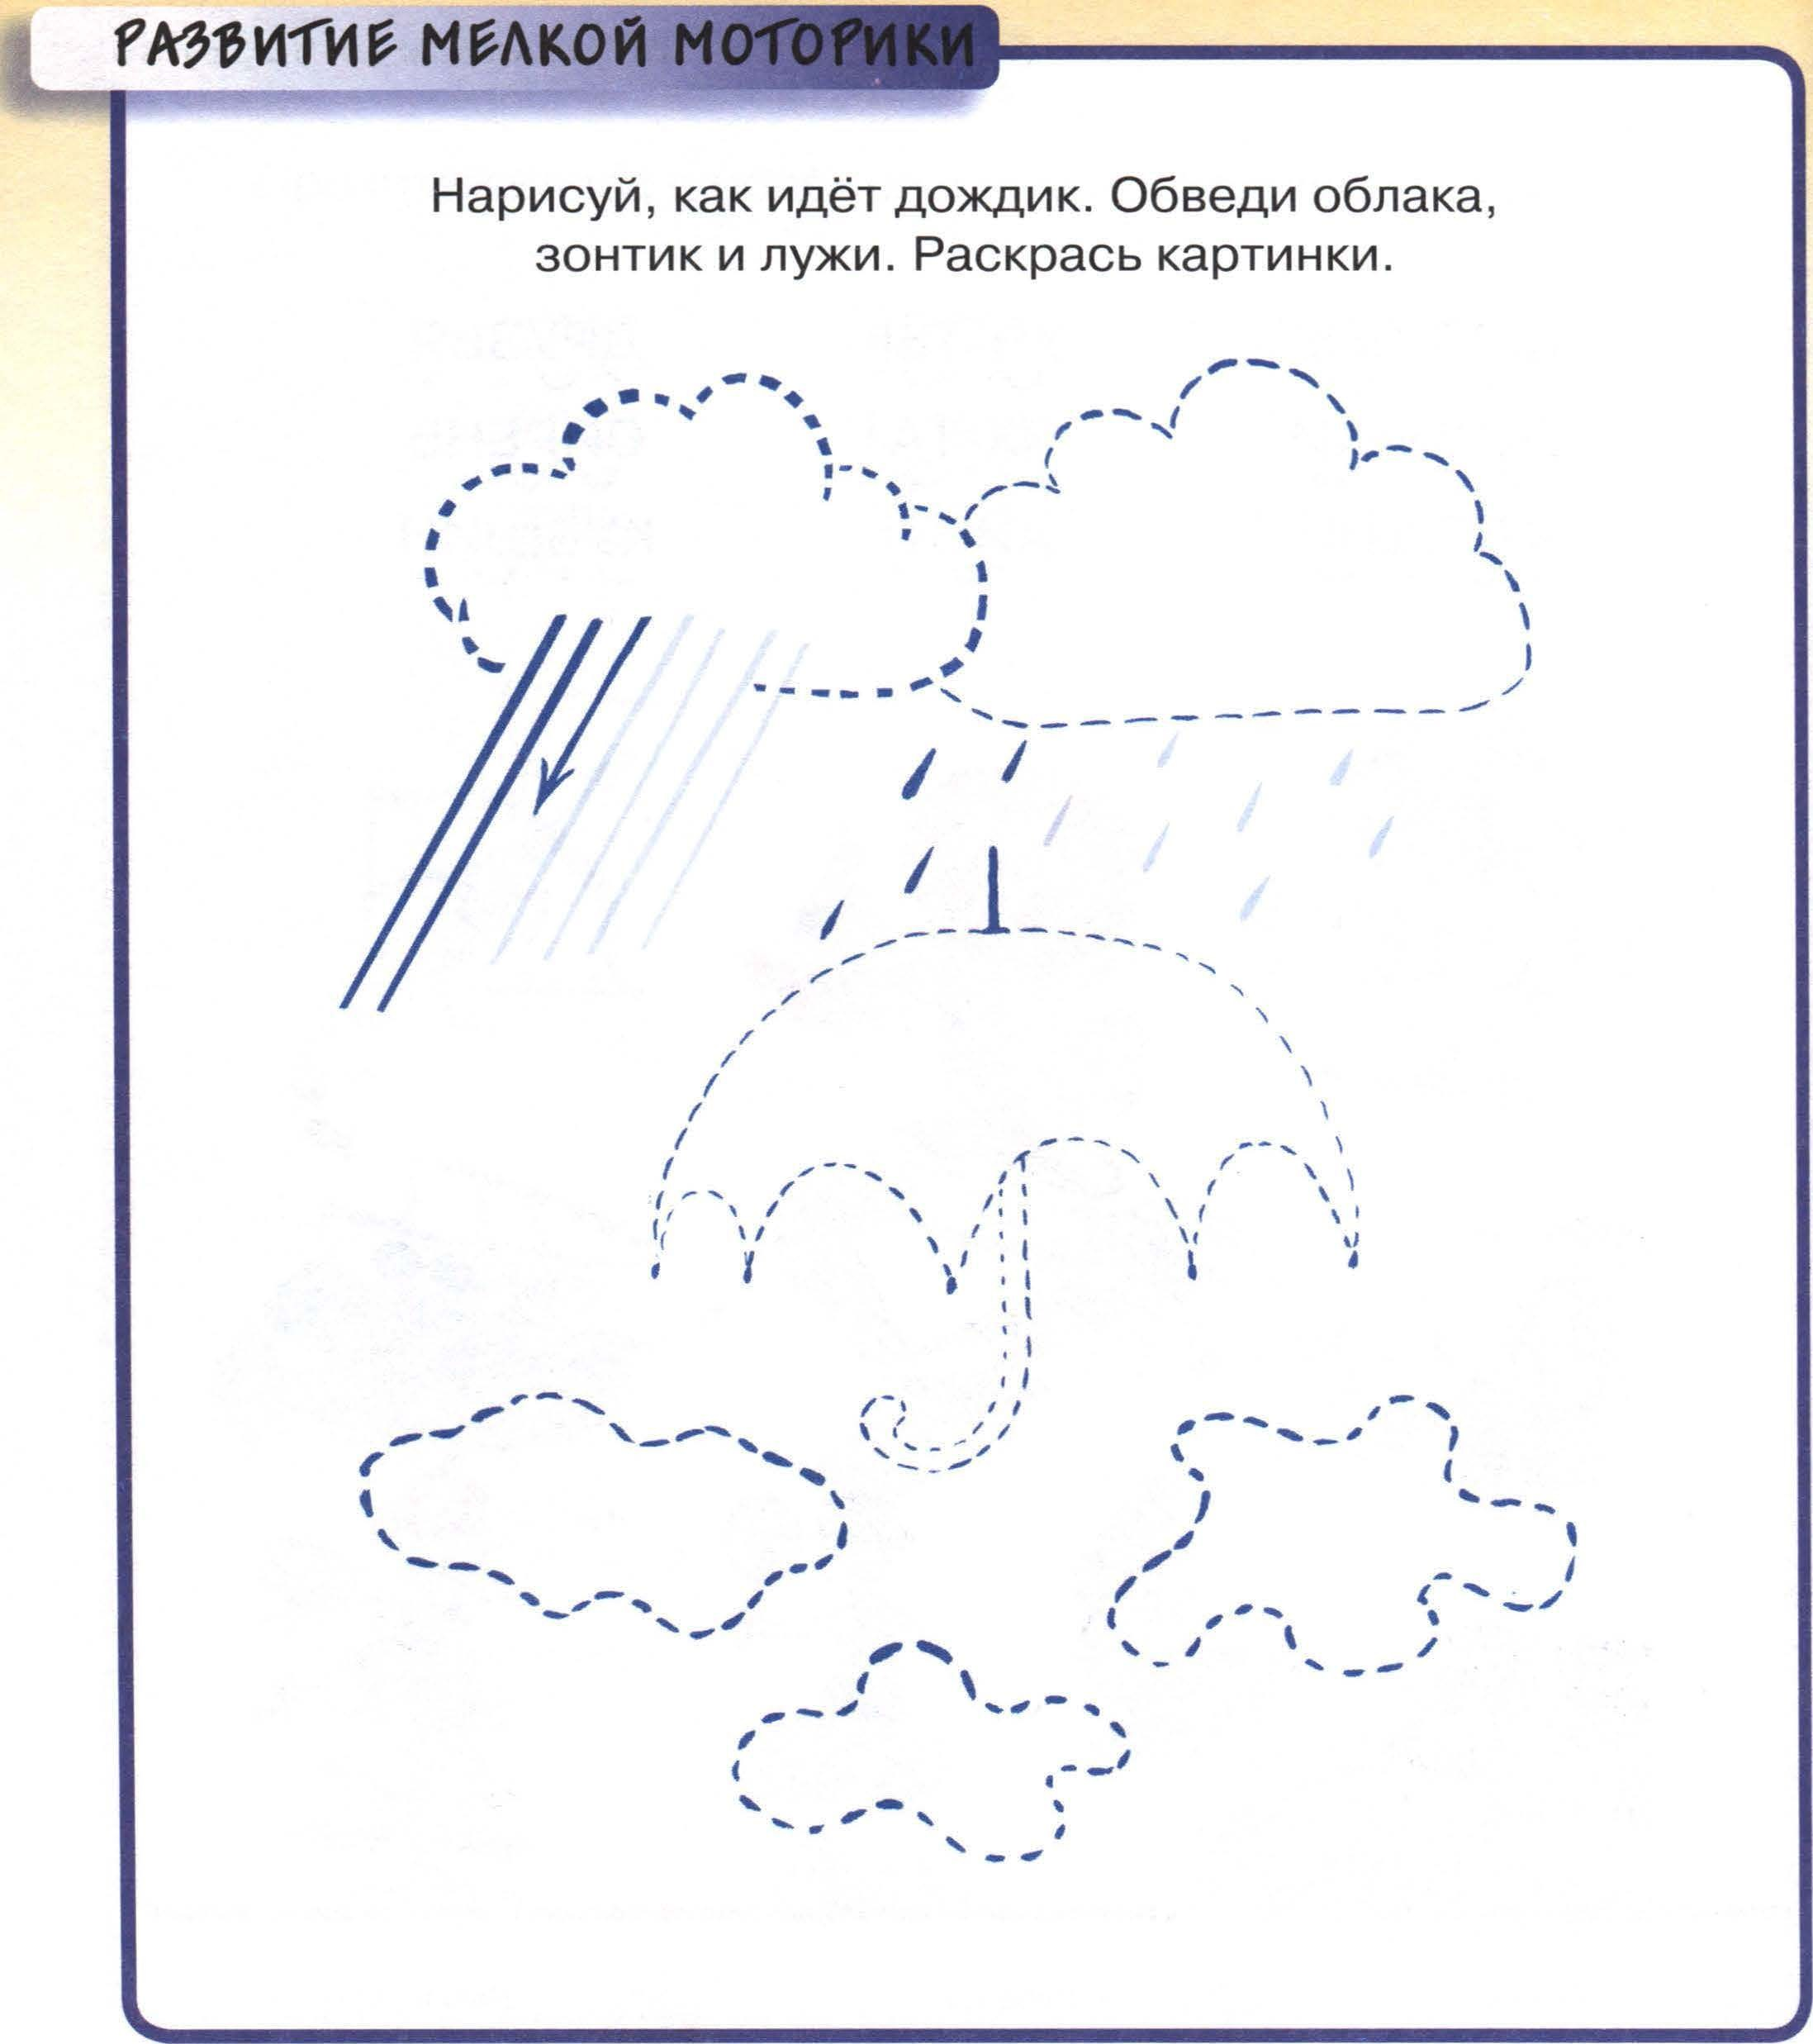 РАЗВИТИЕ МЕЛКОЙ МОТОРИКИ
Нарисуй, как идёт дождик. Обведи облака,
зонтик и лужи. Раскрась картинки.